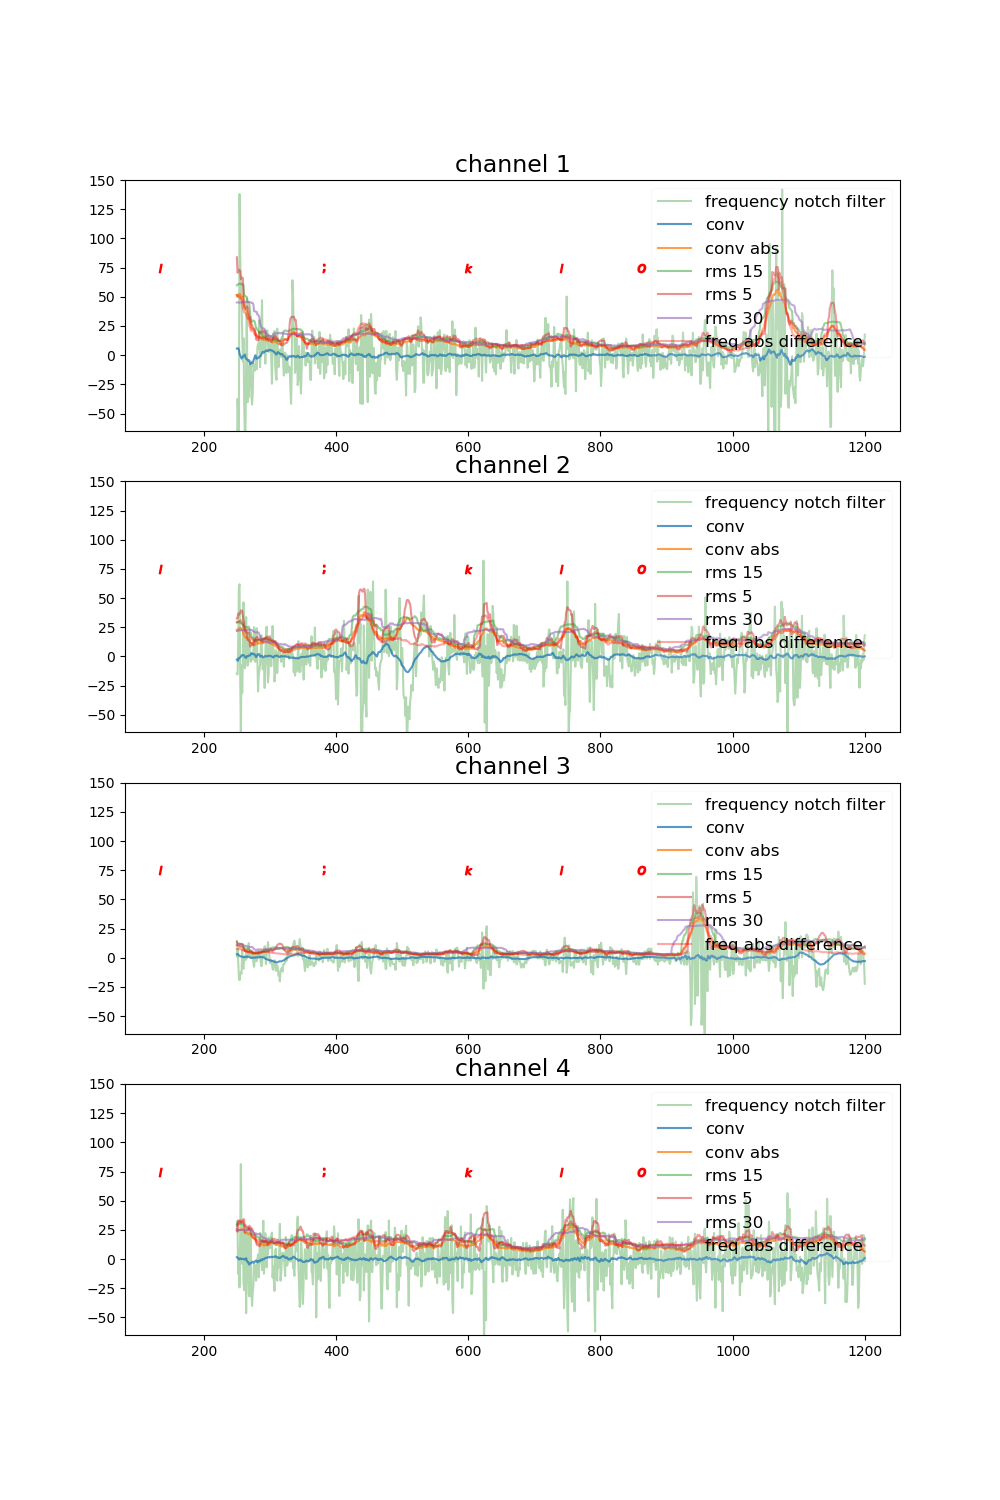 channel 1
150
125
100
75
50
25
0
−25
−50
l ; k l o
frequency notch filter
conv
conv abs
rms 15
rms 5
rms 30
freq abs difference
200 400 600 800 1000 1200
channel 2
150
125
100
75
50
25
0
−25
−50
l ; k l o
frequency notch filter
conv
conv abs
rms 15
rms 5
rms 30
freq abs difference
200 400 600 800 1000 1200
channel 3
150
125
100
75
50
25
0
−25
−50
l ; k l o
frequency notch filter
conv
conv abs
rms 15
rms 5
rms 30
freq abs difference
200 400 600 800 1000 1200
channel 4
150
125
100
75
50
25
0
−25
−50
l ; k l o
frequency notch filter
conv
conv abs
rms 15
rms 5
rms 30
freq abs difference
200 400 600 800 1000 1200